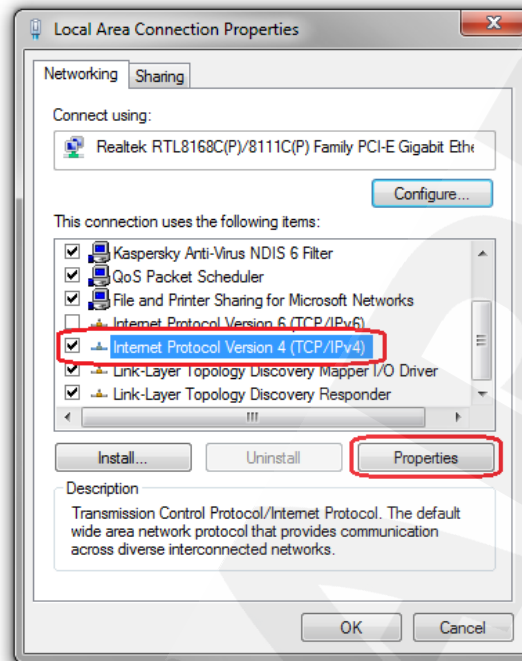 Local Area Connection Properties
Networking
Sharing
Connect using:
Realtek RTL8168C(P)/8111C(P) Family PCI-E Gigabit Ethe
Configure...
This connection uses the following items:
Kaspersky Anti-Virus NDIS 6 Filter
QoS Packet Scheduler
File and Printer Sharing for Microsoft Networks
Internet Protocol Version 6 (TCP/IPv6)
Internet Protocol Version 4 (TCP/IPv4)
Link-Layer Topology Discovery Mapper I/O Driver
Link-Layer Topology Discovery Responder
Install...
Uninstall
Properties
Description
Transmission Control Protocol/Internet Protocol. The default
wide area network protocol that provides communication
across diverse interconnected networks.
OK
Cancel